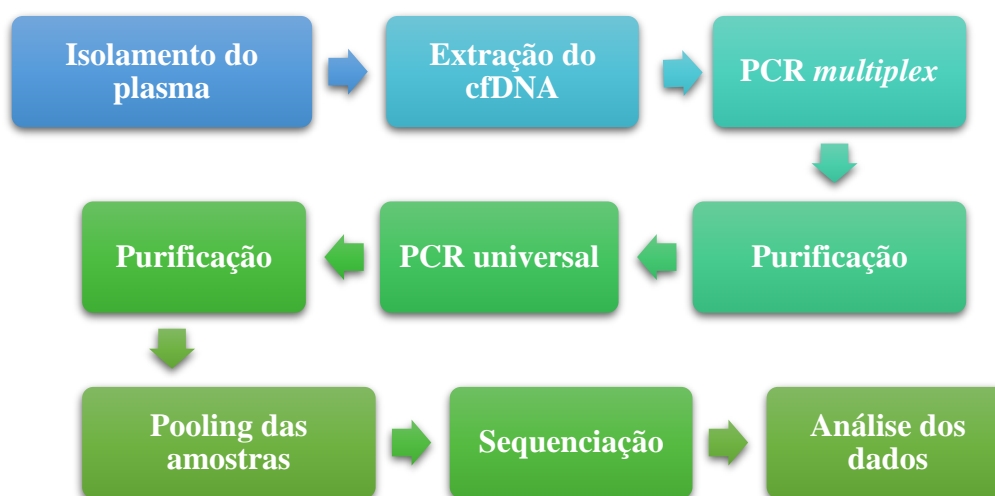 Isolamento do
plasma
Extração do
cfDNA
PCR multiplex
Purificação
PCR universal
Purificação
Pooling das
amostras
Sequenciação
Análise dos
dados